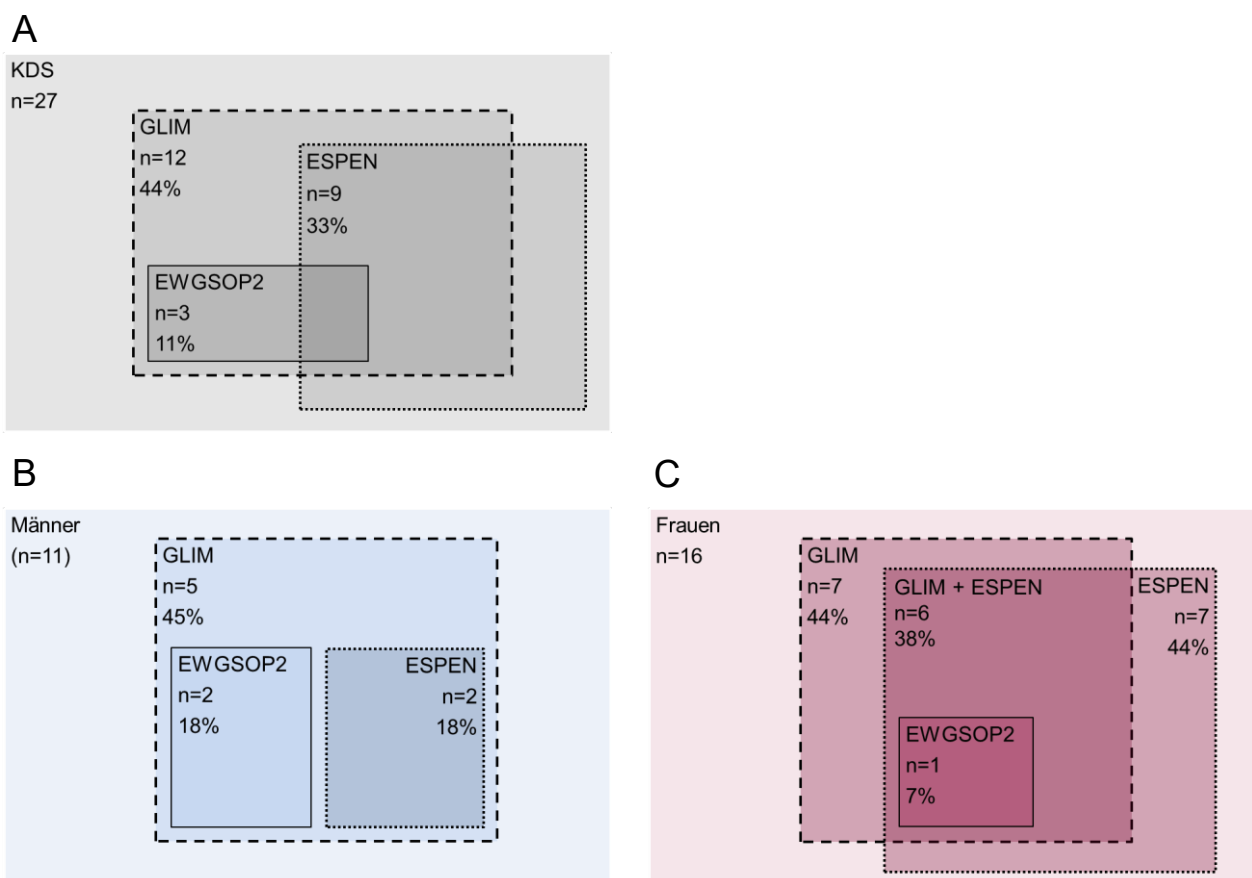 A
KDS
n=27
GLIM
n=12
44%
ESPEN
n=9
33%
EWGSOP2
n=3
11%
B
Männer
(n=11)
GLIM
n=5
45%
EWGSOP2
n=2
18%
ESPEN
n=2
18%
C
Frauen
n=16
GLIM
n=7
44%
GLIM + ESPEN
n=6
38%
ESPEN
n=7
44%
EWGSOP2
n=1
7%